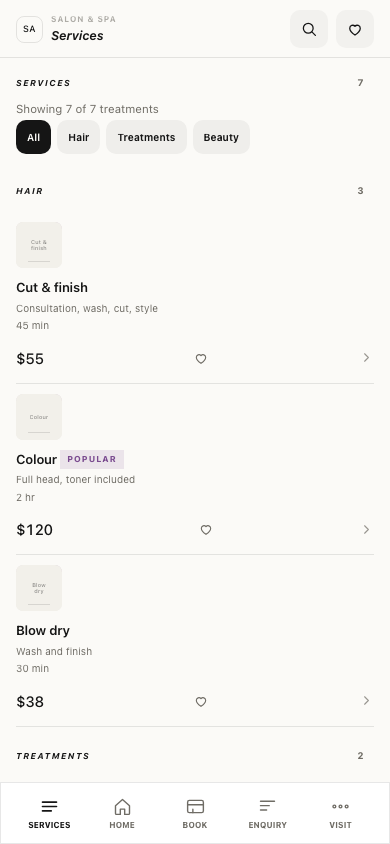 SA
SALON & SPA
Services
SERVICES 7
Showing 7 of 7 treatments
All Hair Treatments Beauty
HAIR 3
Cut &
finish
Cut & finish
Consultation, wash, cut, style
45 min
$55
Colour
Colour POPULAR
Full head, toner included
2 hr
$120
Blow
dry
Blow dry
Wash and finish
30 min
$38
TREATMENTS 2
SERVICES HOME BOOK ENQUIRY VISIT